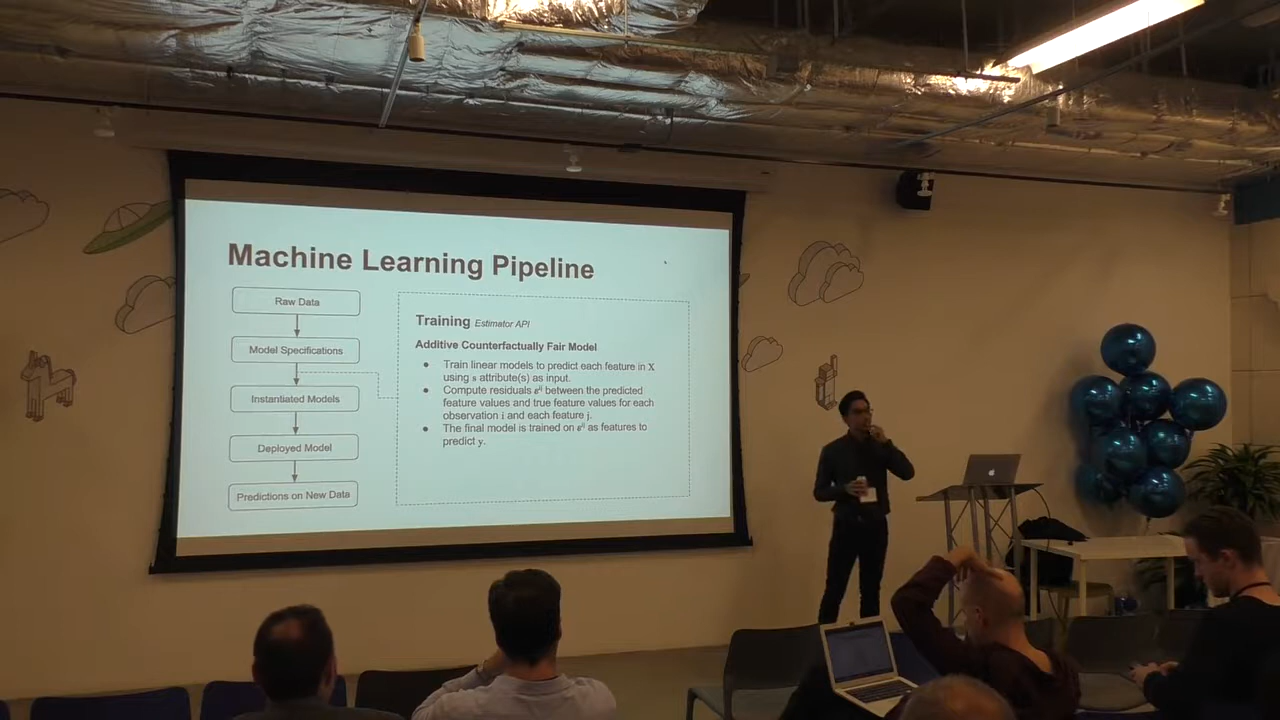 Machine Learning Pipeline
Raw Data
Model Specifications
Instantiated Models
Deployed Model
Predictions on New Data
Training Estimator API
Additive Counterfactually Fair Model
● Train linear models to predict each feature in X
using s attribute(s) as input.
● Compute residuals ε^ij between the predicted
feature values and true feature values for each
observation i and each feature j.
● The final model is trained on ε^ij as features to
predict y.